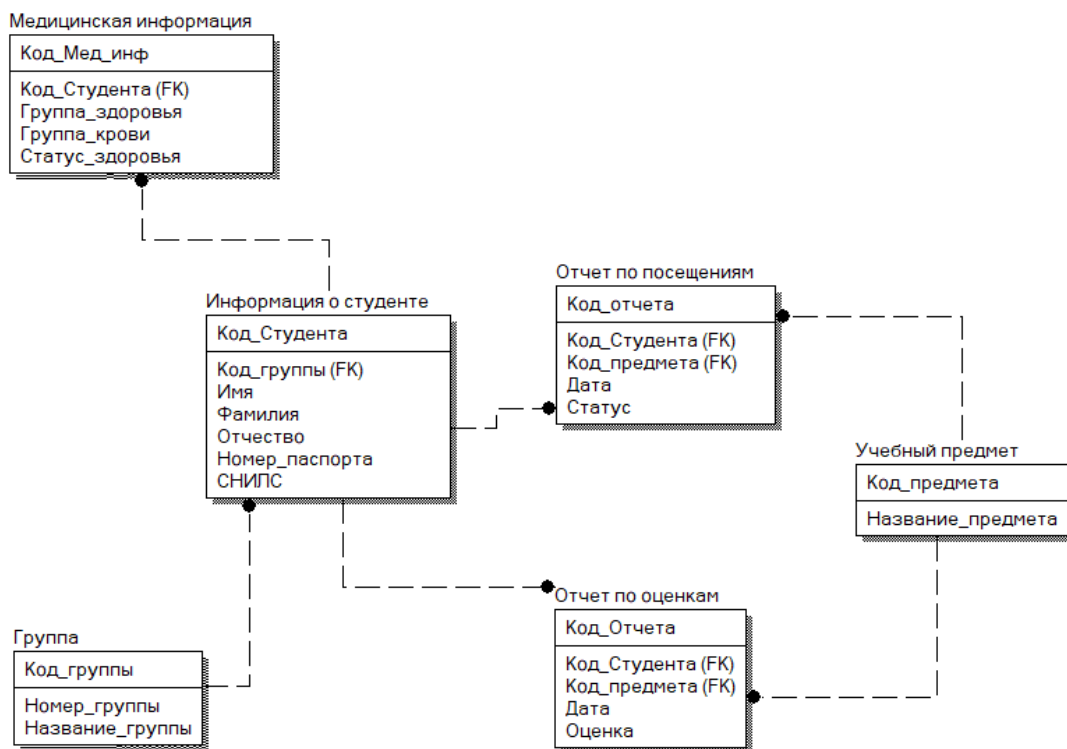 Медицинская информация
Код_Мед_инф
Код_Студента (FK)
Группа_здоровья
Группа_крови
Статус_здоровья
Информация о студенте
Код_Студента
Код_группы (FK)
Имя
Фамилия
Отчество
Номер_паспорта
СНИЛС
Отчет по посещениям
Код_отчета
Код_Студента (FK)
Код_предмета (FK)
Дата
Статус
Учебный предмет
Код_предмета
Название_предмета
Отчет по оценкам
Код_Отчета
Код_Студента (FK)
Код_предмета (FK)
Дата
Оценка
Группа
Код_группы
Номер_группы
Название_группы